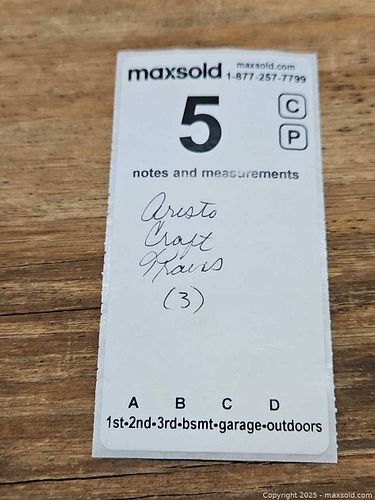 maxsold maxsold.com
1-877-257-7799
5
C
P
notes and measurements
Aristo
Craft
Trains
(3)
A B C D
1st•2nd•3rd•bsmt•garage•outdoors
Copyright 2025 - maxsold.com